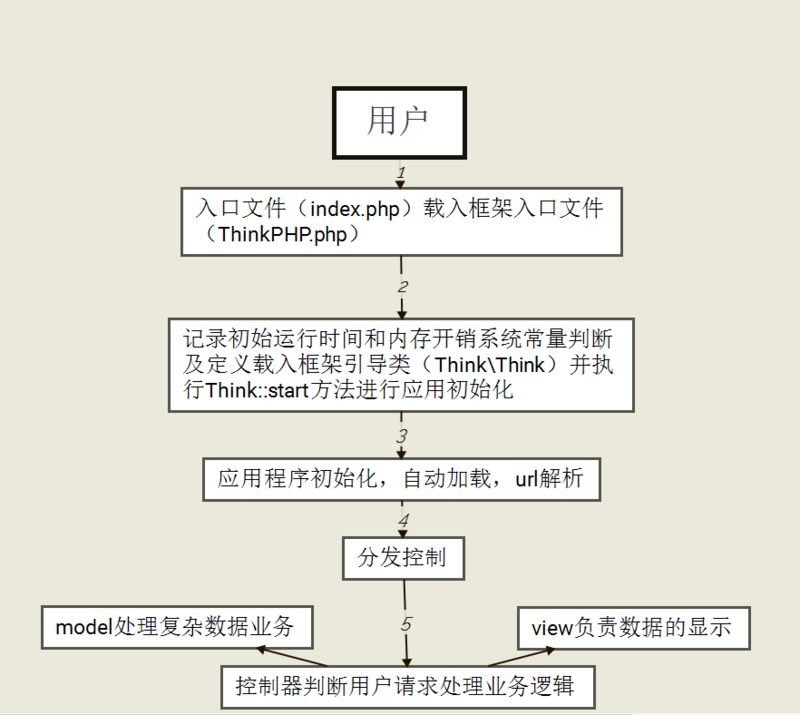 用户
1
入口文件（index.php）载入框架入口文件
（ThinkPHP.php）
2
记录初始运行时间和内存开销系统常量判断
及定义载入框架引导类（Think\Think）并执
行Think::start方法进行应用初始化
3
应用程序初始化，自动加载，url解析
4
分发控制
5
model处理复杂数据业务
view负责数据的显示
控制器判断用户请求处理业务逻辑